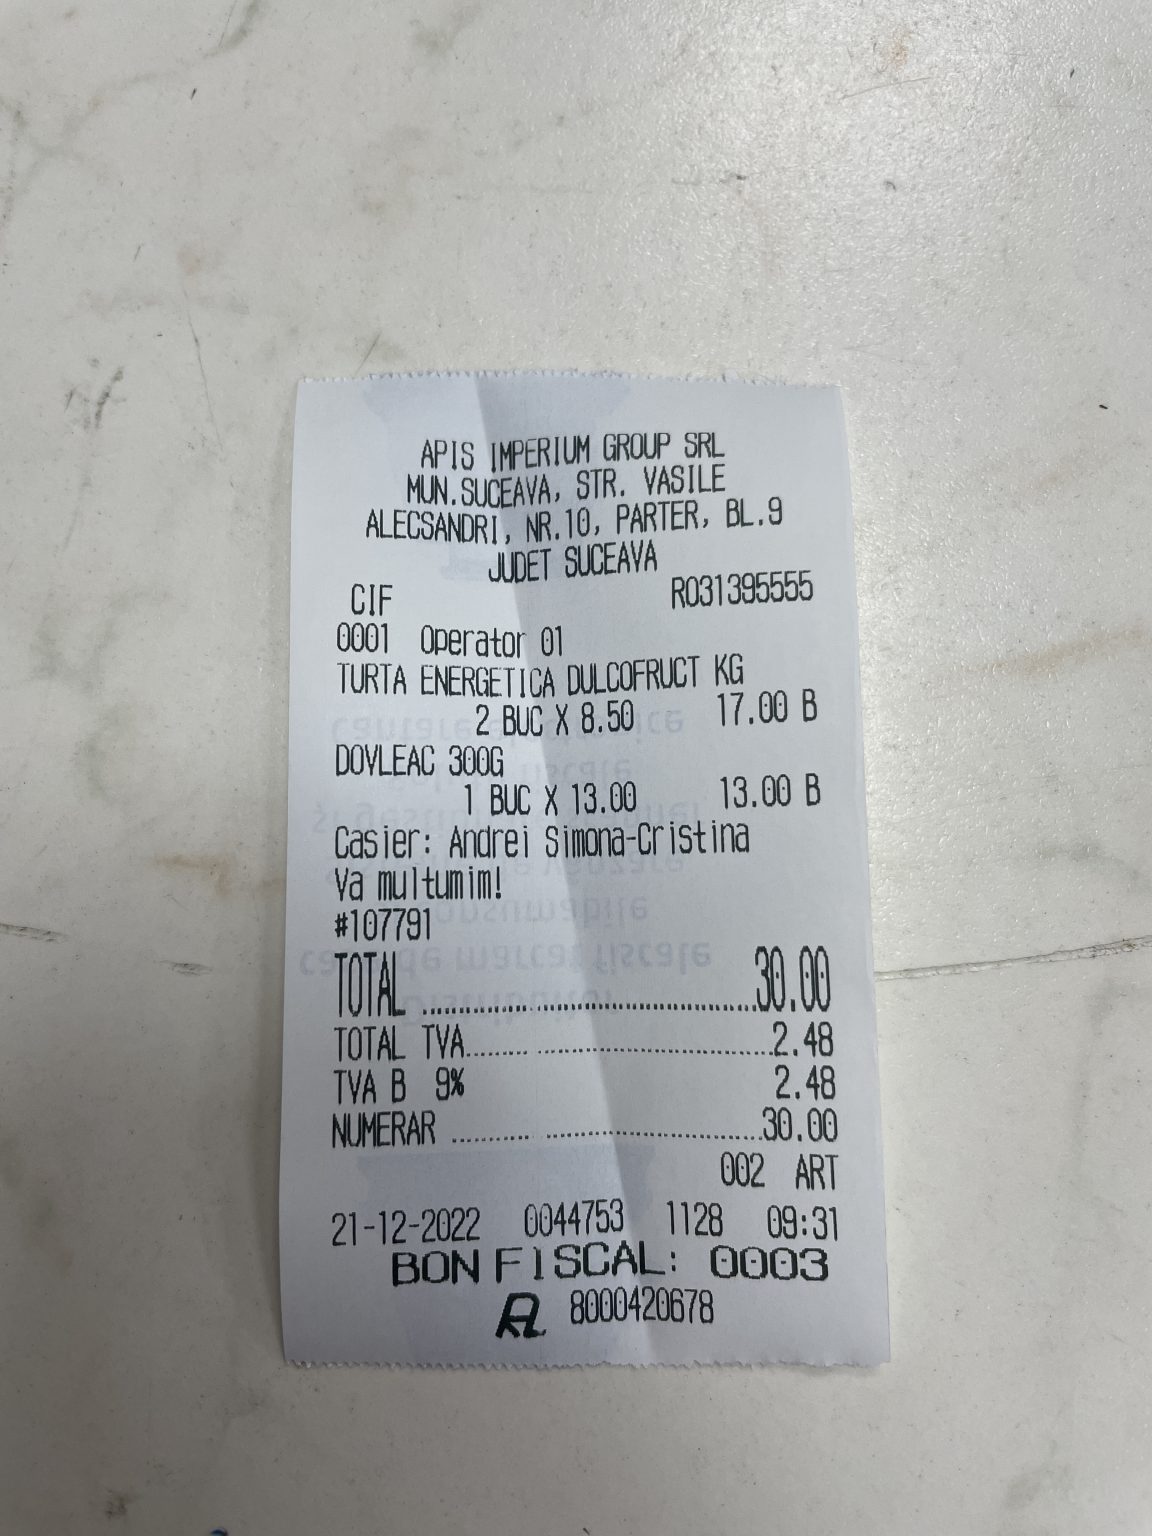 APIS IMPERIUM GROUP SRL
MUN.SUCEAVA, STR. VASILE
ALECSANDRI, NR.10, PARTER, BL.9
JUDET SUCEAVA
CIF RO31395555
0001 Operator 01
TURTA ENERGETICA DULCOFRUCT KG
2 BUC X 8.50 17.00 B
DOVLEAC 300G
1 BUC X 13.00 13.00 B
Casier: Andrei Simona-Cristina
Va multumim!
#107791
TOTAL 30.00
TOTAL TVA 2.48
TVA B 9% 2.48
NUMERAR 30.00
002 ART
21-12-2022 0044753 1128 09:31
BON FISCAL: 0003
8000420678